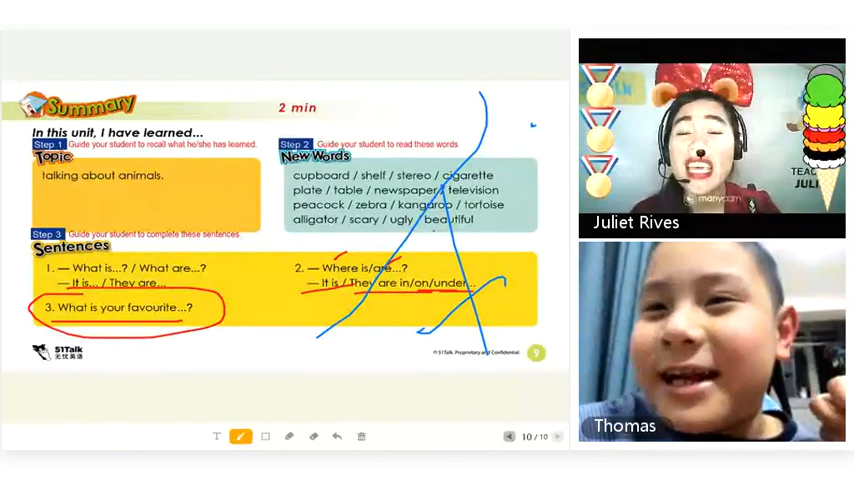 Summary
2 min
In this unit, I have learned...
Step 1 Guide your student to recall what he/she has learned.
Topic
talking about animals.
Step 2 Guide your student to read these words
New Words
cupboard / shelf / stereo / cigarette
plate / table / newspaper / television
peacock / zebra / kangaroo / tortoise
alligator / scary / ugly / beautiful
Step 3 Guide your student to complete these sentences
Sentences
1. — What is...? / What are...?
— It is... / They are...
2. — Where is/are...?
— It is / They are in/on/under...
3. What is your favourite...?
51Talk
无忧英语
© 51Talk. Proprietary and Confidential.
9
T
10 / 10
manycam
Juliet Rives
Thomas